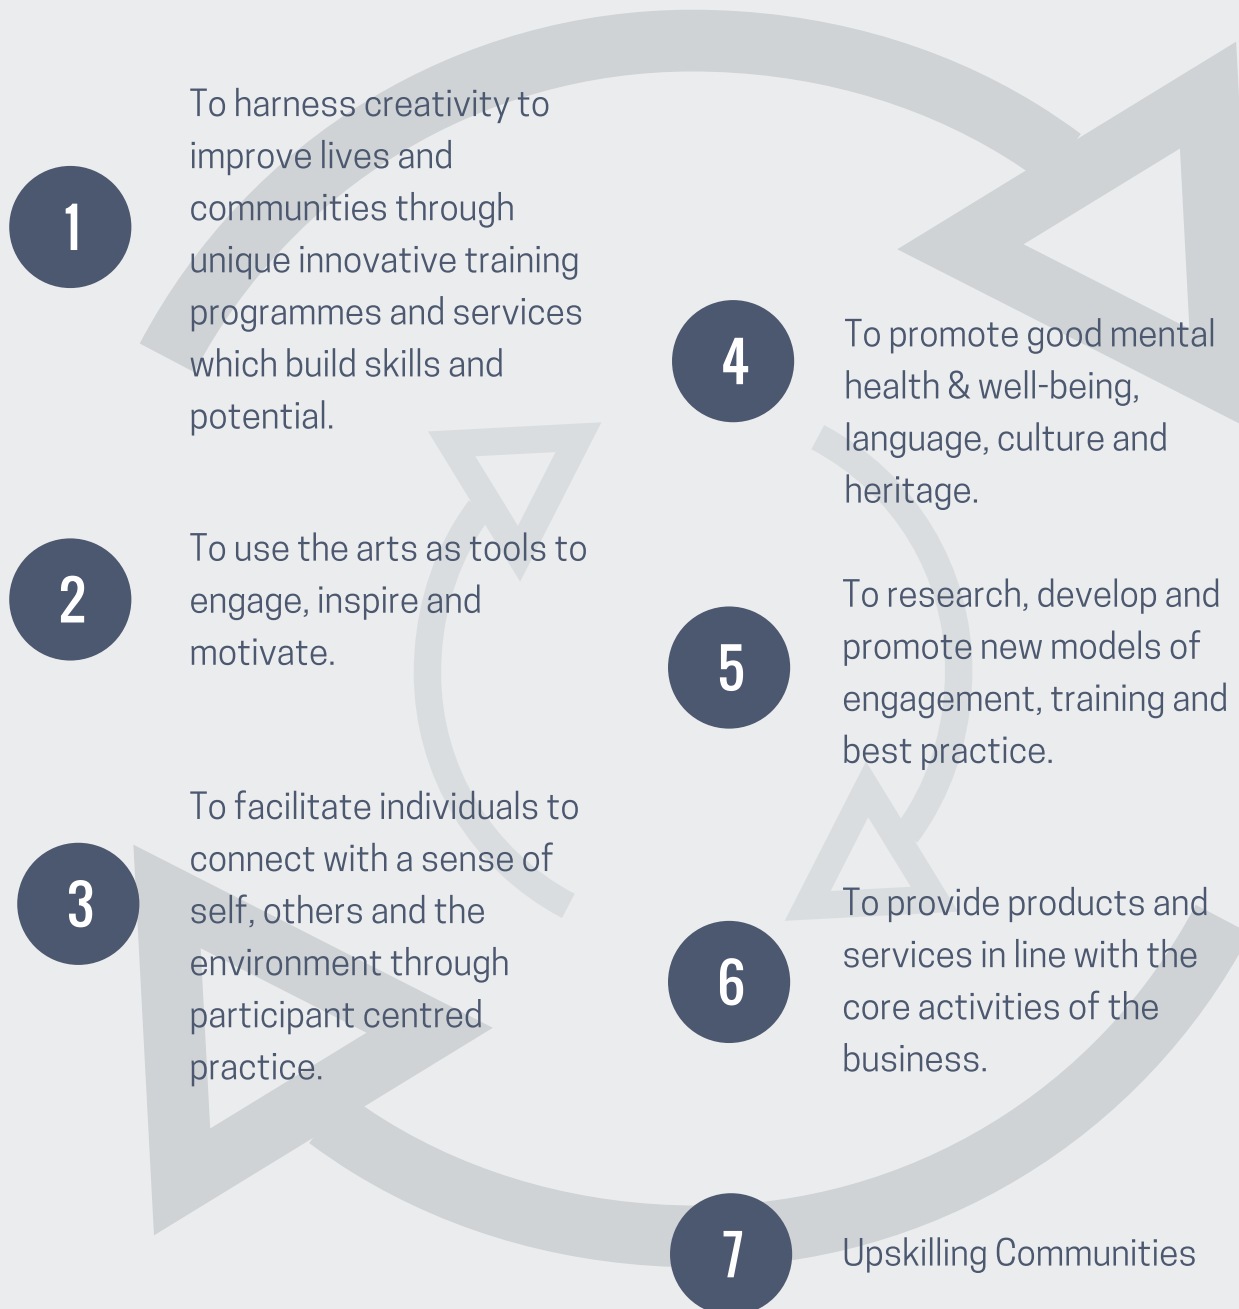 1
To harness creativity to
improve lives and
communities through
unique innovative training
programmes and services
which build skills and
potential.
2
To use the arts as tools to
engage, inspire and
motivate.
3
To facilitate individuals to
connect with a sense of
self, others and the
environment through
participant centred
practice.
4
To promote good mental
health & well-being,
language, culture and
heritage.
5
To research, develop and
promote new models of
engagement, training and
best practice.
6
To provide products and
services in line with the
core activities of the
business.
7
Upskilling Communities